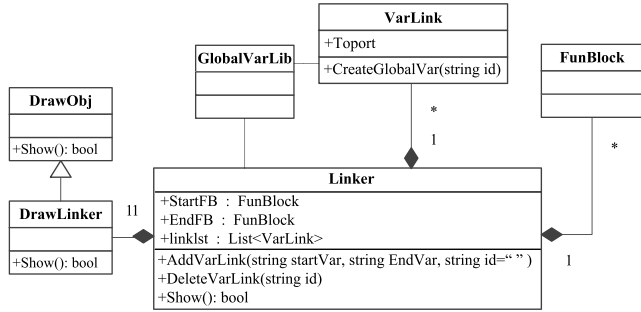 VarLink
+Toport
+CreateGlobalVar(string id)
GlobalVarLib
FunBlock
DrawObj
+Show(): bool
*
1
*
Linker
+StartFB : FunBlock
+EndFB : FunBlock
+linklst : List<VarLink>
+AddVarLink(string startVar, string EndVar, string id=“ ” )
+DeleteVarLink(string id)
+Show(): bool
DrawLinker
+Show(): bool
11
1